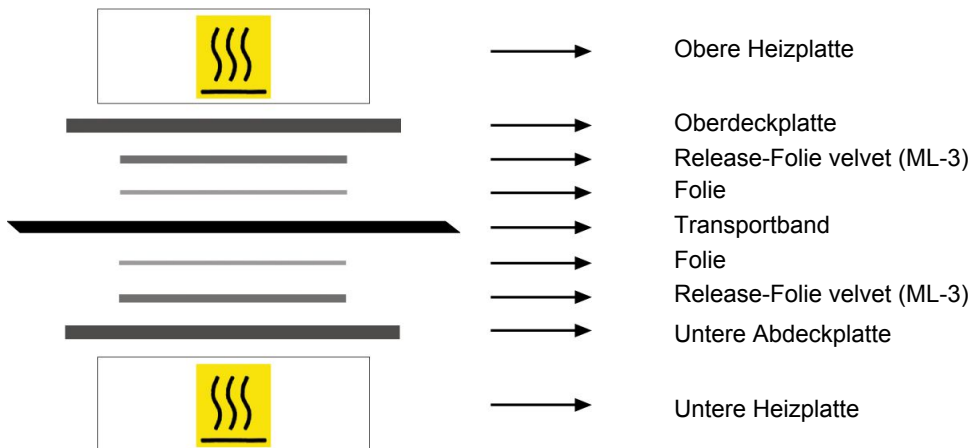 Obere Heizplatte
Oberdeckplatte
Release-Folie velvet (ML-3)
Folie
Transportband
Folie
Release-Folie velvet (ML-3)
Untere Abdeckplatte
Untere Heizplatte